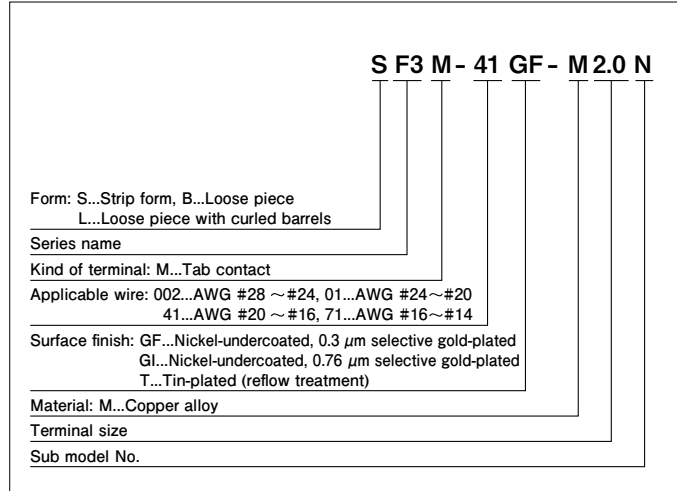 S F3 M - 41 GF - M 2.0 N
Form: S...Strip form, B...Loose piece
L...Loose piece with curled barrels
Series name
Kind of terminal: M...Tab contact
Applicable wire: 002...AWG #28 ～#24, 01...AWG #24～#20
41...AWG #20 ～#16, 71...AWG #16～#14
Surface finish: GF...Nickel-undercoated, 0.3 μm selective gold-plated
GI...Nickel-undercoated, 0.76 μm selective gold-plated
T...Tin-plated (reflow treatment)
Material: M...Copper alloy
Terminal size
Sub model No.